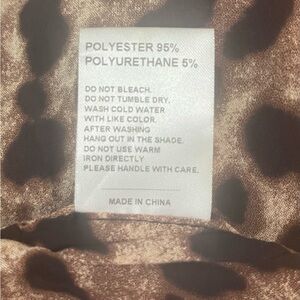 POLYESTER 95%
POLYURETHANE 5%
DO NOT BLEACH.
DO NOT TUMBLE DRY.
WASH COLD WATER
WITH LIKE COLOR.
AFTER WASHING
HANG OUT IN THE SHADE.
DO NOT USE WARM
IRON DIRECTLY
PLEASE HANDLE WITH CARE.
MADE IN CHINA